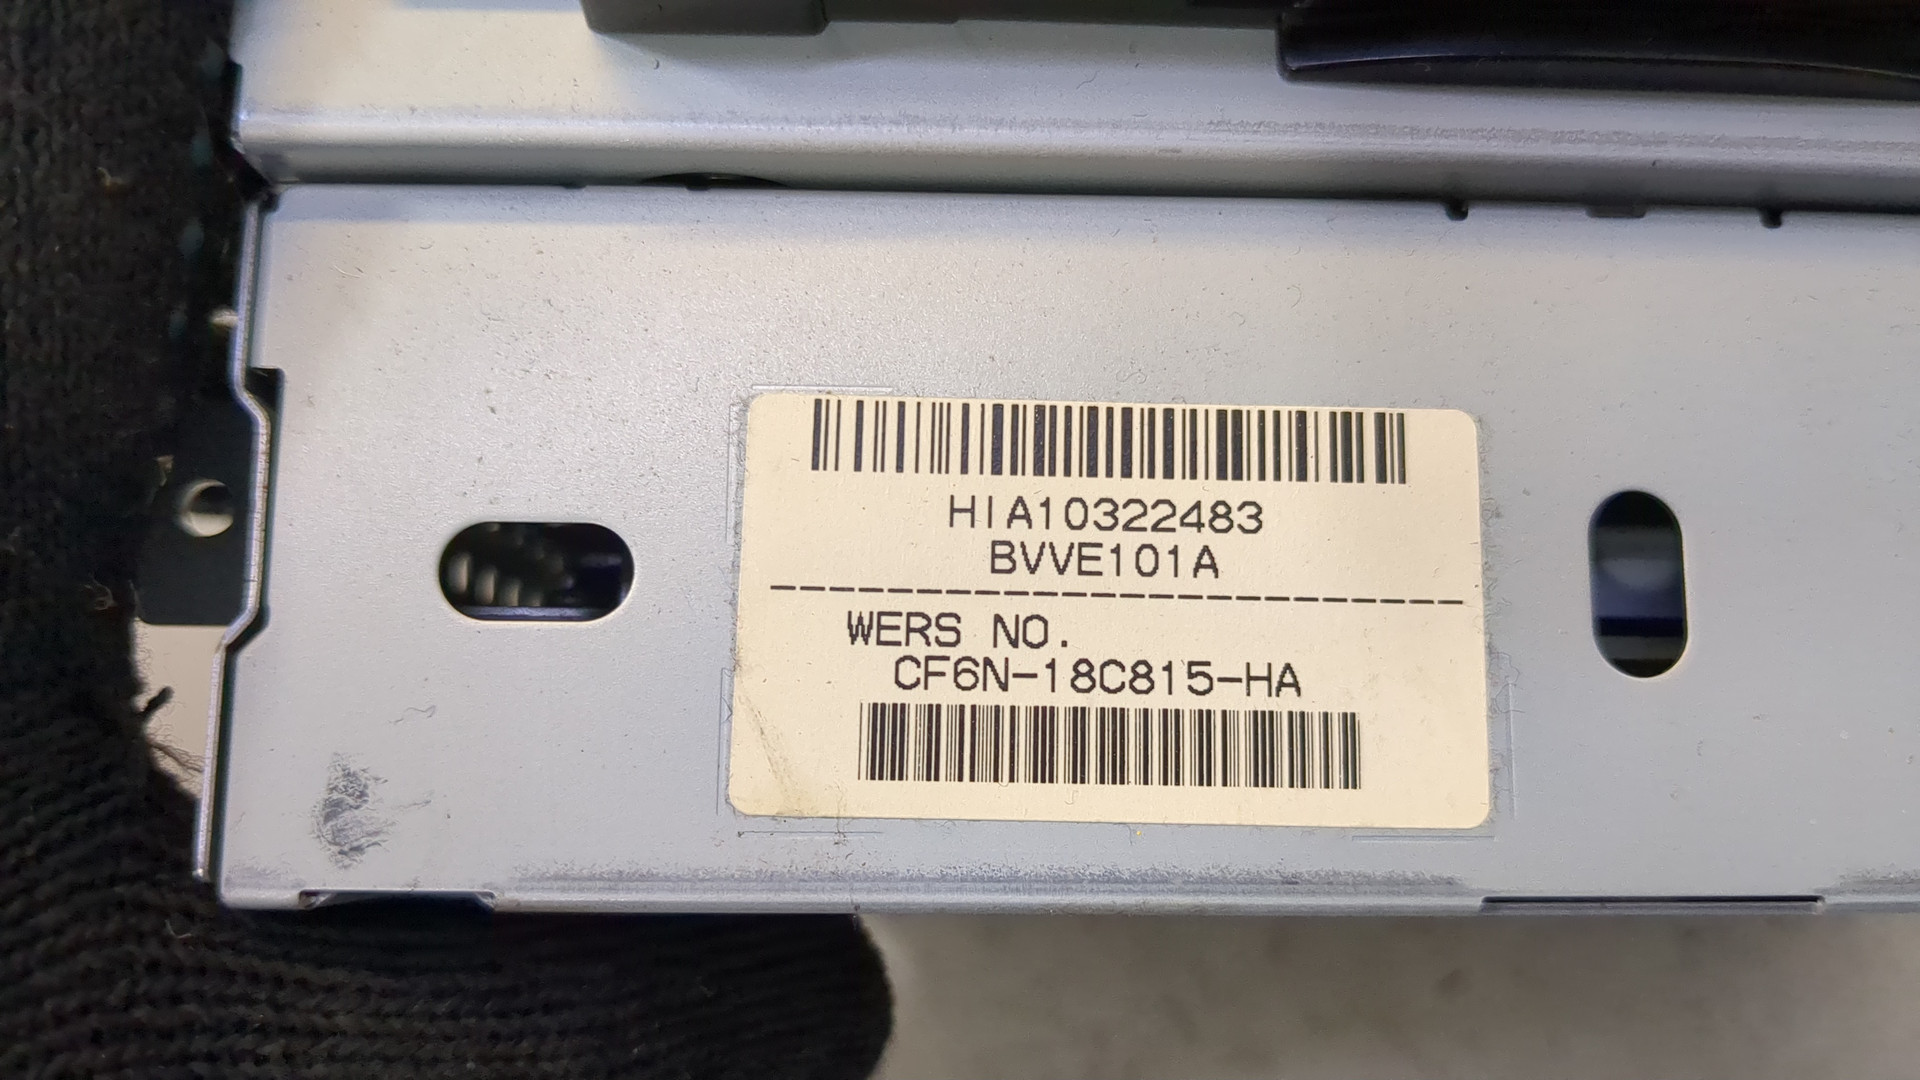 HIA10322483
BVVE101A
WERS NO.
CF6N-18C815-HA